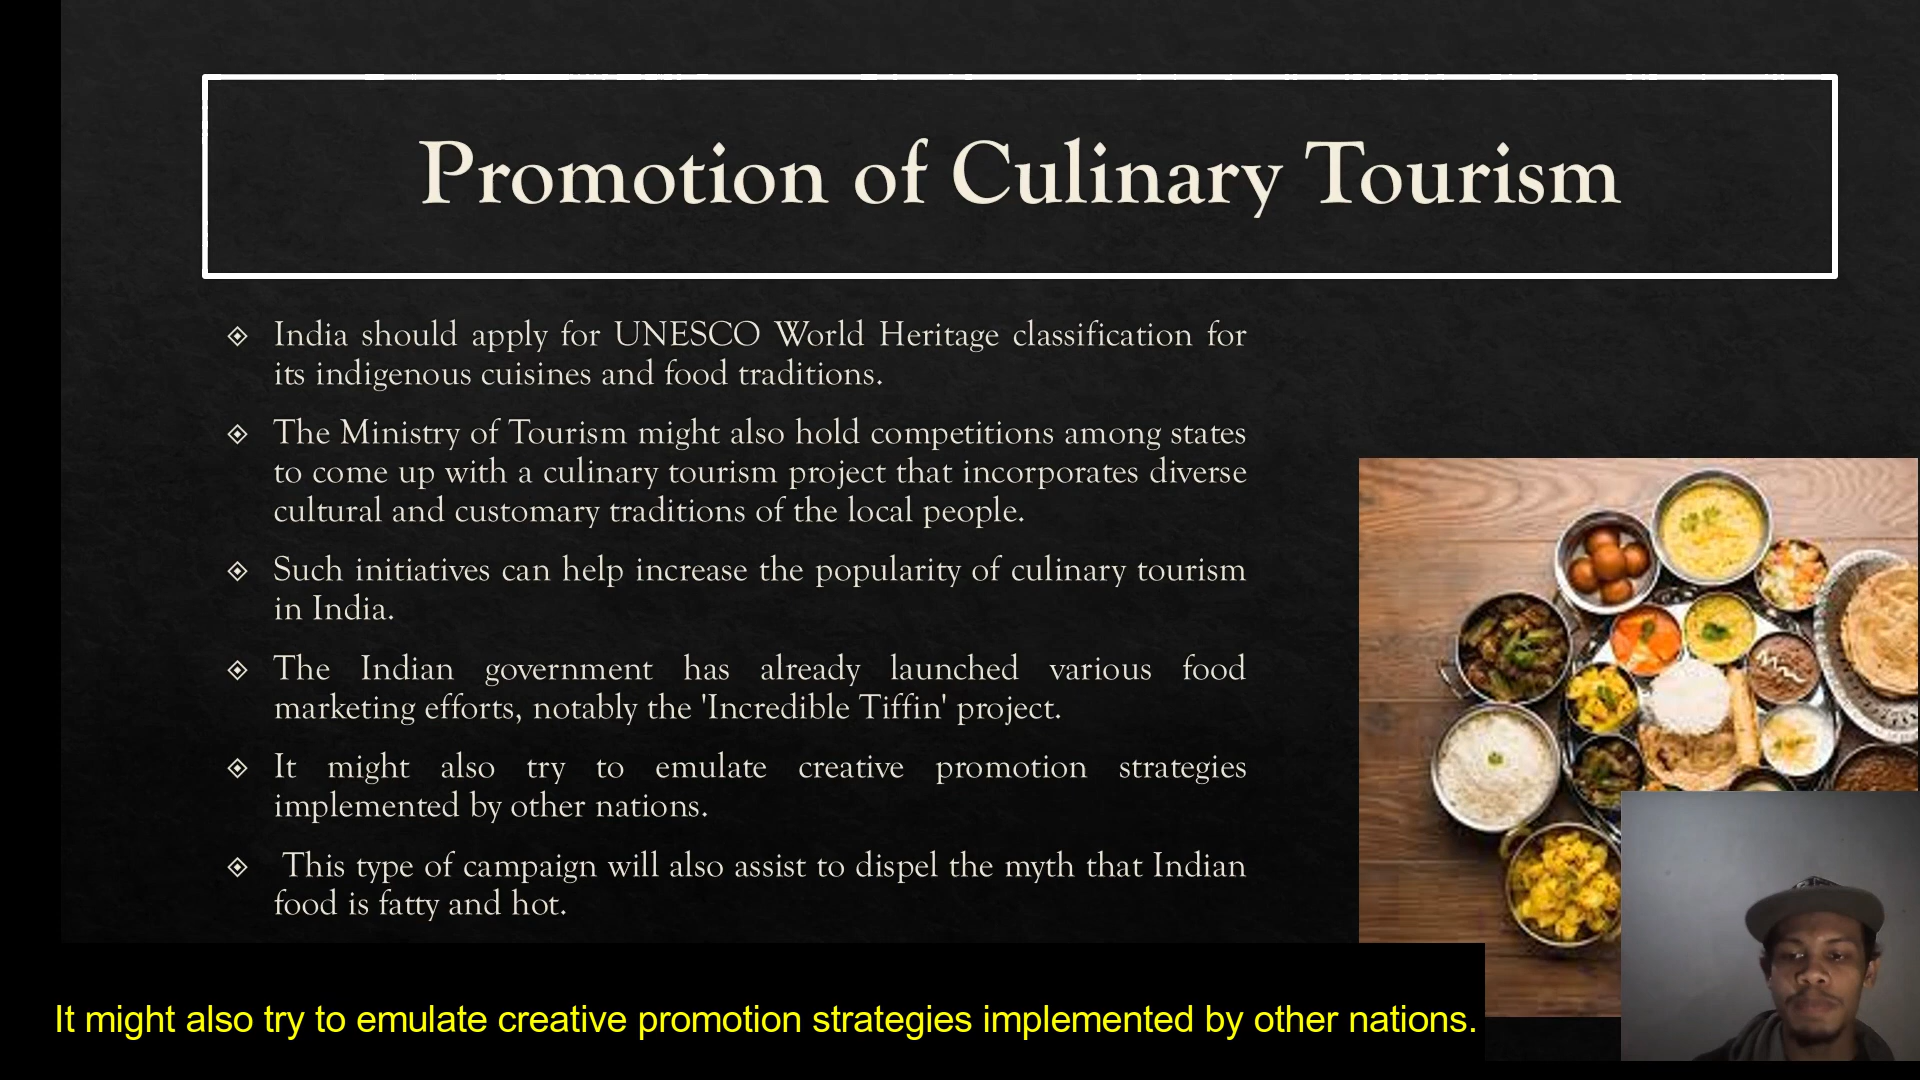 Promotion of Culinary Tourism
India should apply for UNESCO World Heritage classification for
its indigenous cuisines and food traditions.
The Ministry of Tourism might also hold competitions among states
to come up with a culinary tourism project that incorporates diverse
cultural and customary traditions of the local people.
Such initiatives can help increase the popularity of culinary tourism
in India.
The Indian government has already launched various food
marketing efforts, notably the 'Incredible Tiffin' project.
It might also try to emulate creative promotion strategies
implemented by other nations.
This type of campaign will also assist to dispel the myth that Indian
food is fatty and hot.
It might also try to emulate creative promotion strategies implemented by other nations.